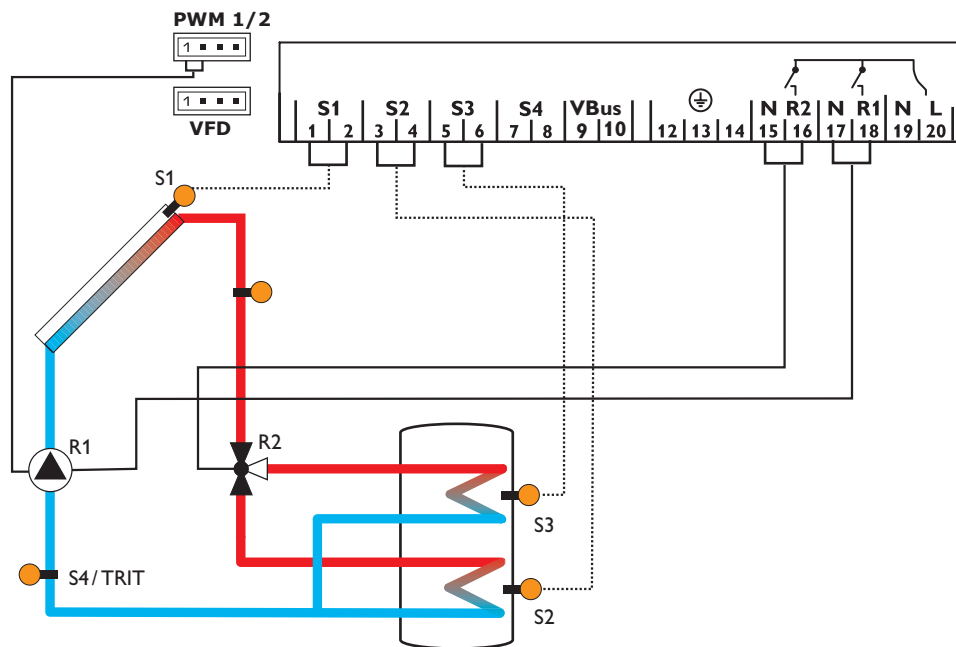 PWM 1/2
1
1
VFD
S1 S2 S3 S4 VBus N R2 N R1 N L
1 2 3 4 5 6 7 8 9 10 12 13 14 15 16 17 18 19 20
S1
R1
R2
S3
S4/TRIT
S2